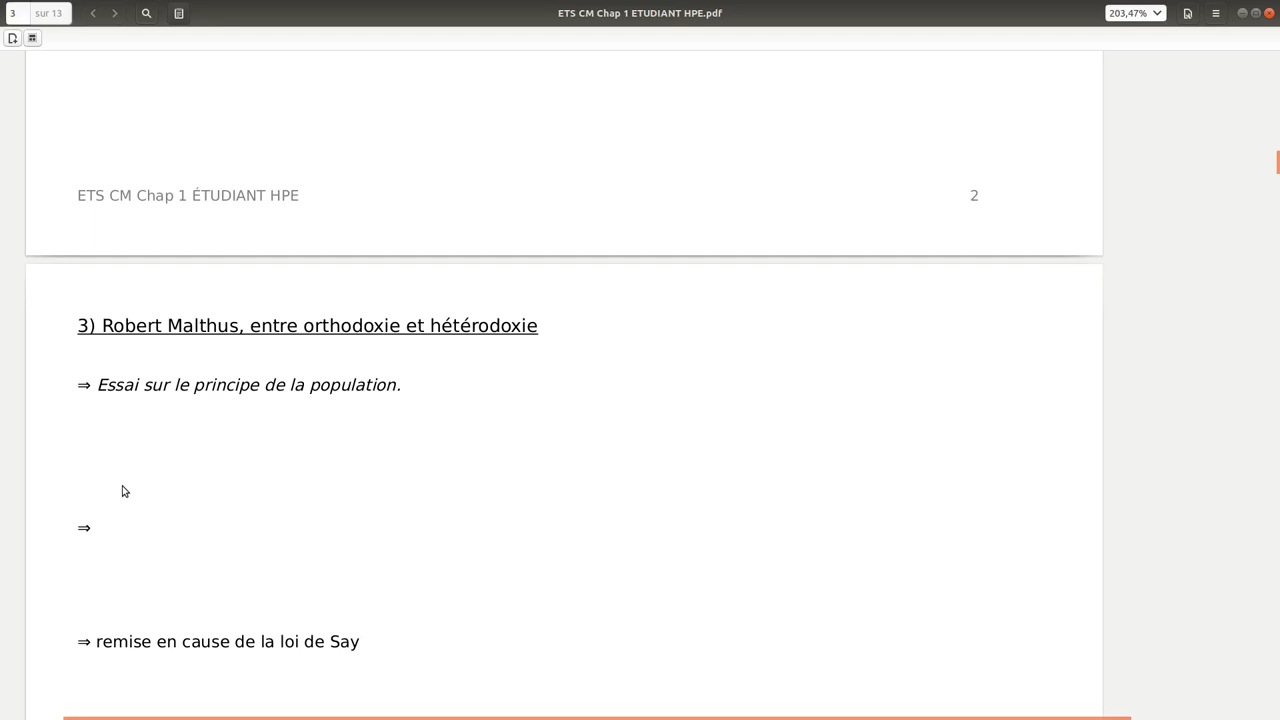 3 sur 13 ETS CM Chap 1 ETUDIANT HPE.pdf 203,47%
ETS CM Chap 1 ÉTUDIANT HPE 2
3) Robert Malthus, entre orthodoxie et hétérodoxie
⇒ Essai sur le principe de la population.
⇒
⇒ remise en cause de la loi de Say